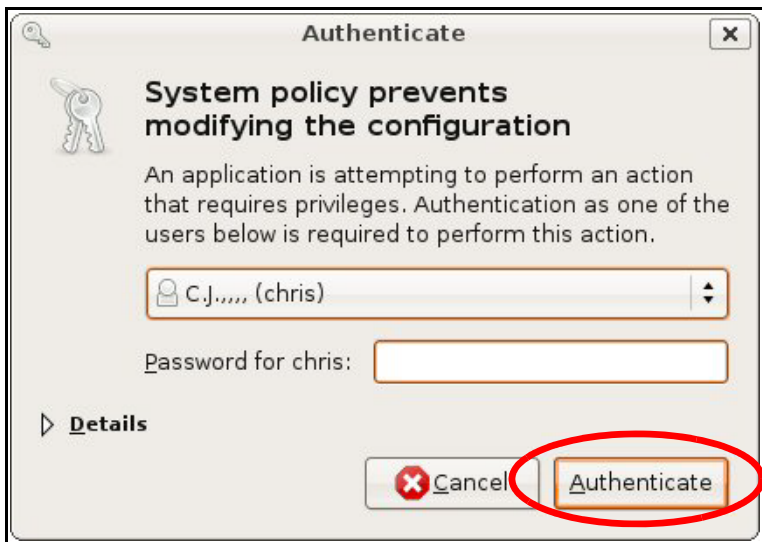 Authenticate
System policy prevents
modifying the configuration
An application is attempting to perform an action
that requires privileges. Authentication as one of the
users below is required to perform this action.
C.J.,,,,, (chris)
Password for chris:
Details
Cancel Authenticate